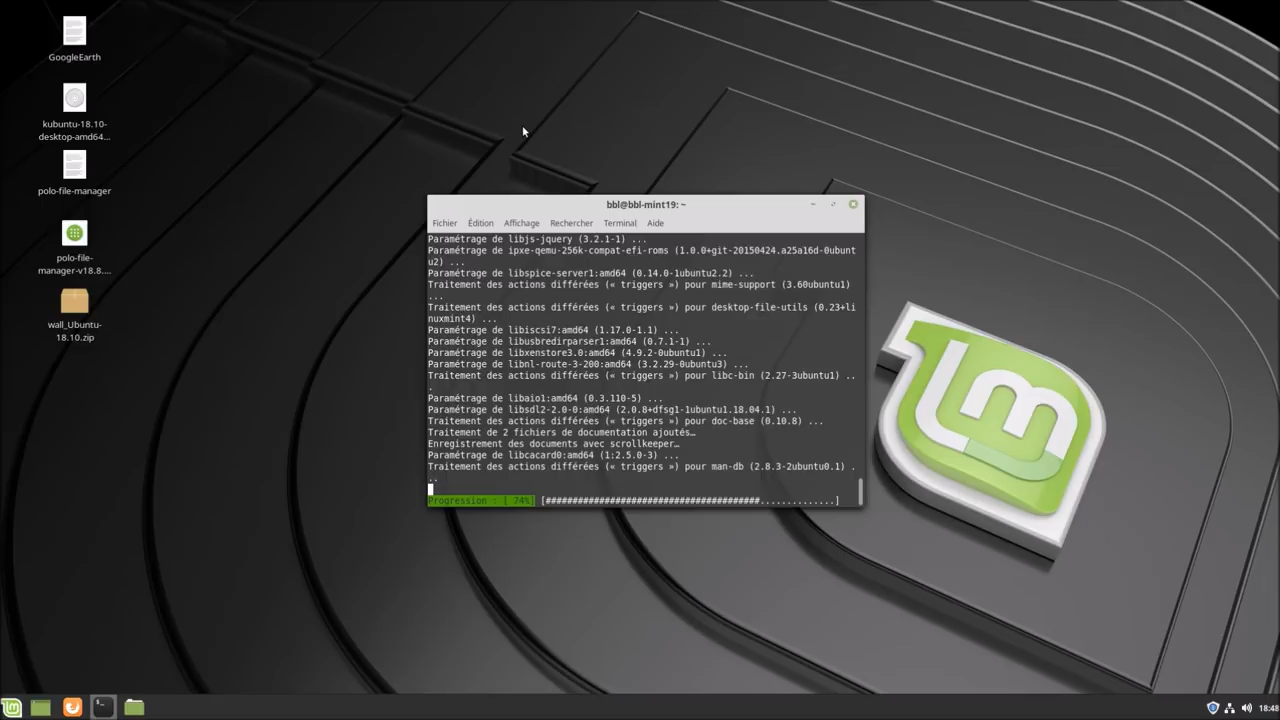 GoogleEarth
kubuntu-18.10-
desktop-amd64...
polo-file-manager
polo-file-
manager-v18.8....
wall_Ubuntu-
18.10.zip
bbl@bbl-mint19: ~
Fichier Édition Affichage Rechercher Terminal Aide
Paramétrage de libjs-jquery (3.2.1-1) ...
Paramétrage de ipxe-qemu-256k-compat-efi-roms (1.0.0+git-20150424.a25a16d-0ubunt
u2) ...
Paramétrage de libspice-server1:amd64 (0.14.0-1ubuntu2.2) ...
Traitement des actions différées (« triggers ») pour mime-support (3.60ubuntu1)
...
Traitement des actions différées (« triggers ») pour desktop-file-utils (0.23+li
nuxmint4) ...
Paramétrage de libiscsi7:amd64 (1.17.0-1.1) ...
Paramétrage de libusbredirparser1:amd64 (0.7.1-1) ...
Paramétrage de libxenstore3.0:amd64 (4.9.2-0ubuntu1) ...
Paramétrage de libnl-route-3-200:amd64 (3.2.29-0ubuntu3) ...
Traitement des actions différées (« triggers ») pour libc-bin (2.27-3ubuntu1) ..
.
Paramétrage de libaio1:amd64 (0.3.110-5) ...
Paramétrage de libsdl2-2.0-0:amd64 (2.0.8+dfsg1-1ubuntu1.18.04.1) ...
Traitement des actions différées (« triggers ») pour doc-base (0.10.8) ...
Traitement de 2 fichiers de documentation ajoutés…
Enregistrement des documents avec scrollkeeper…
Paramétrage de libcacard0:amd64 (1:2.5.0-3) ...
Traitement des actions différées (« triggers ») pour man-db (2.8.3-2ubuntu0.1) .
..
Progression : [ 74%] [########################################..............]
lm
18:48